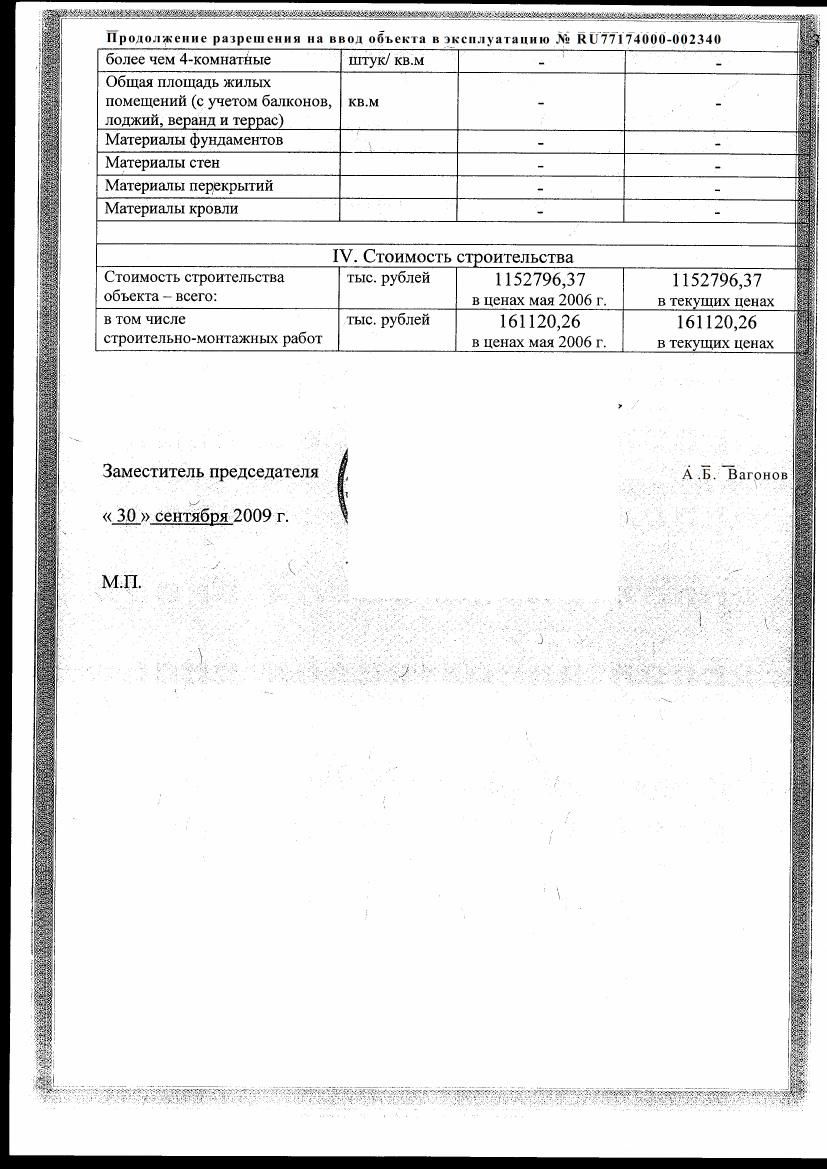 Продолжение разрешения на ввод объекта в эксплуатацию № RU77174000-002340
более чем 4-комнатные штук/ кв.м - -
Общая площадь жилых
помещений (с учетом балконов, кв.м - -
лоджий, веранд и террас)
Материалы фундаментов - -
Материалы стен - -
Материалы перекрытий - -
Материалы кровли - -
IV. Стоимость строительства
Стоимость строительства тыс. рублей 1152796,37 1152796,37
объекта – всего: в ценах мая 2006 г. в текущих ценах
в том числе тыс. рублей 161120,26 161120,26
строительно-монтажных работ в ценах мая 2006 г. в текущих ценах
Заместитель председателя А.Б. Вагонов
« 30 » сентября 2009 г.
М.П.